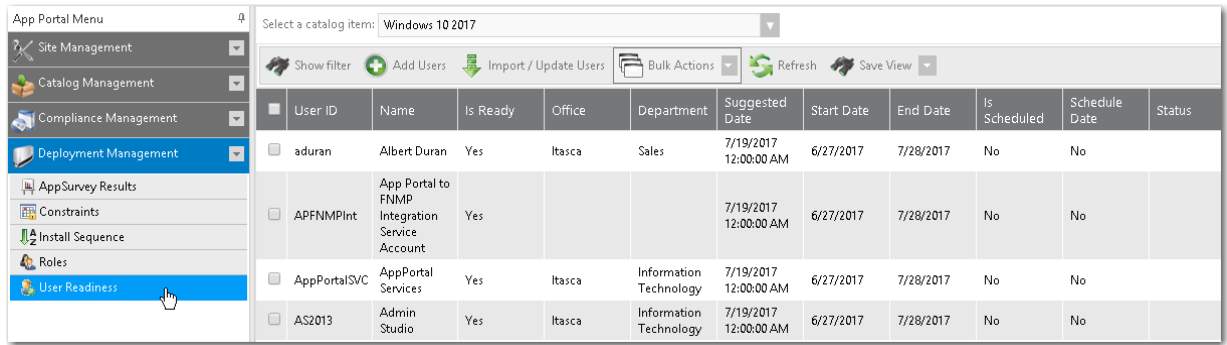 App Portal Menu
Site Management
Catalog Management
Compliance Management
Deployment Management
AppSurvey Results
Constraints
Install Sequence
Roles
User Readiness
Select a catalog item: Windows 10 2017
Show filter Add Users Import / Update Users Bulk Actions Refresh Save View
User ID Name Is Ready Office Department Suggested Date Start Date End Date Is Scheduled Schedule Date Status
aduran Albert Duran Yes Itasca Sales 7/19/2017 12:00:00 AM 6/27/2017 7/28/2017 No No
APFNMPInt App Portal to FNMP Integration Service Account Yes 7/19/2017 12:00:00 AM 6/27/2017 7/28/2017 No No
AppPortalSVC AppPortal Services Yes Itasca Information Technology 7/19/2017 12:00:00 AM 6/27/2017 7/28/2017 No No
AS2013 Admin Studio Yes Itasca Information Technology 7/19/2017 12:00:00 AM 6/27/2017 7/28/2017 No No